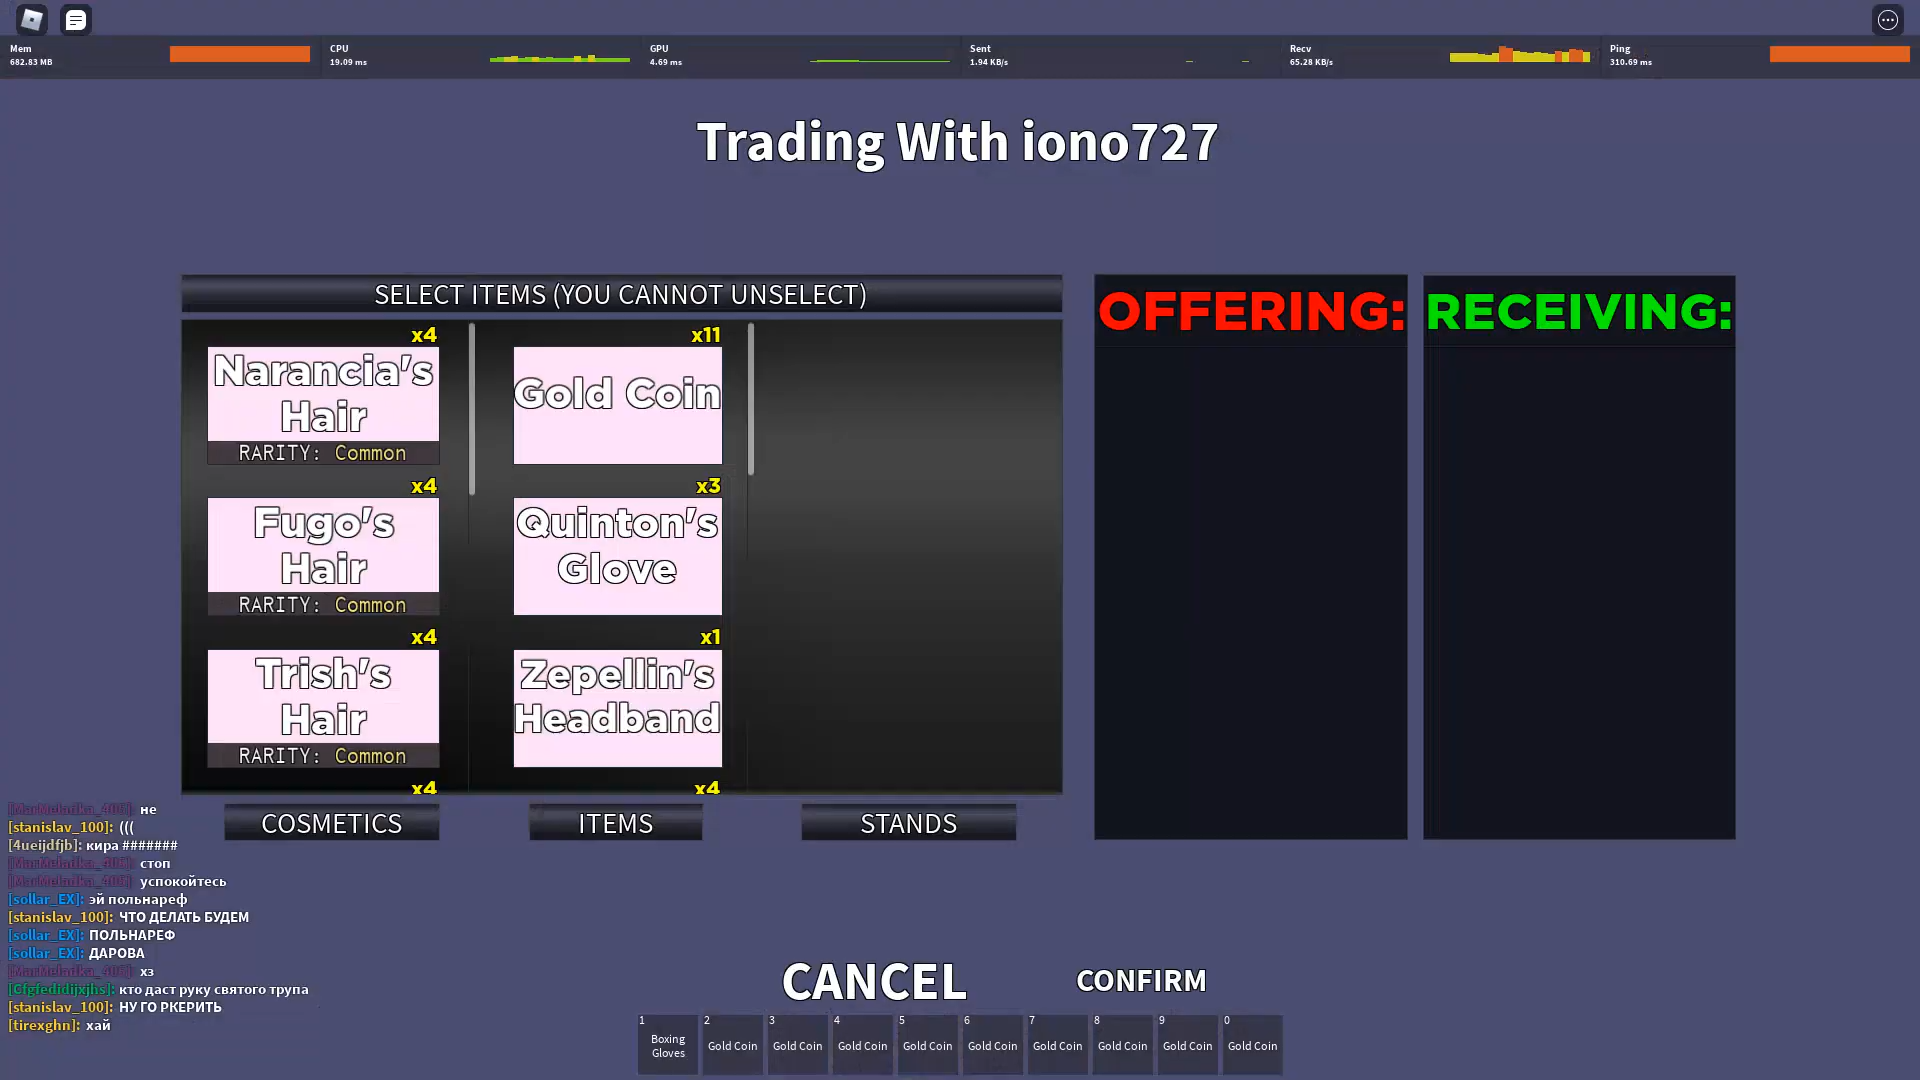 Mem
682.83 MB
CPU
19.09 ms
GPU
4.69 ms
Sent
1.94 KB/s
Recv
65.28 KB/s
Ping
310.69 ms
Trading With iono727
SELECT ITEMS (YOU CANNOT UNSELECT)
x4
Narancia's
Hair
RARITY: Common
x4
Fugo's
Hair
RARITY: Common
x4
Trish's
Hair
RARITY: Common
x4
x11
Gold Coin
x3
Quinton's
Glove
x1
Zepellin's
Headband
x4
COSMETICS
ITEMS
STANDS
OFFERING:
RECEIVING:
не
[stanislav_100]: (((
[4ueijdfjb]: кира #######
стоп
успокойтесь
[sollar_EX]: эй польнареф
[stanislav_100]: ЧТО ДЕЛАТЬ БУДЕМ
[sollar_EX]: ПОЛЬНАРЕФ
[sollar_EX]: ДАРОВА
хз
[Cfgfedidijxjhs]: кто даст руку святого трупа
[stanislav_100]: НУ ГО РКЕРИТЬ
[tirexghn]: хай
CANCEL
CONFIRM
1
Boxing
Gloves
2
Gold Coin
3
Gold Coin
4
Gold Coin
5
Gold Coin
6
Gold Coin
7
Gold Coin
8
Gold Coin
9
Gold Coin
0
Gold Coin